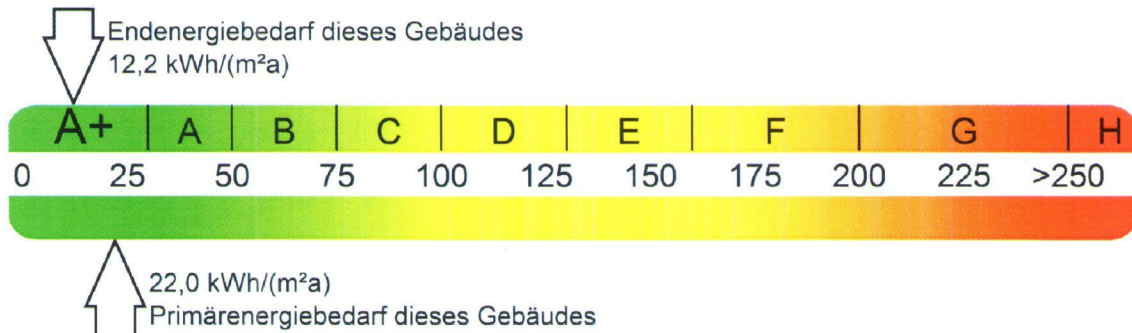 Endenergiebedarf dieses Gebäudes
12,2 kWh/(m²a)
A+ A B C D E F G H
0 25 50 75 100 125 150 175 200 225 >250
22,0 kWh/(m²a)
Primärenergiebedarf dieses Gebäudes